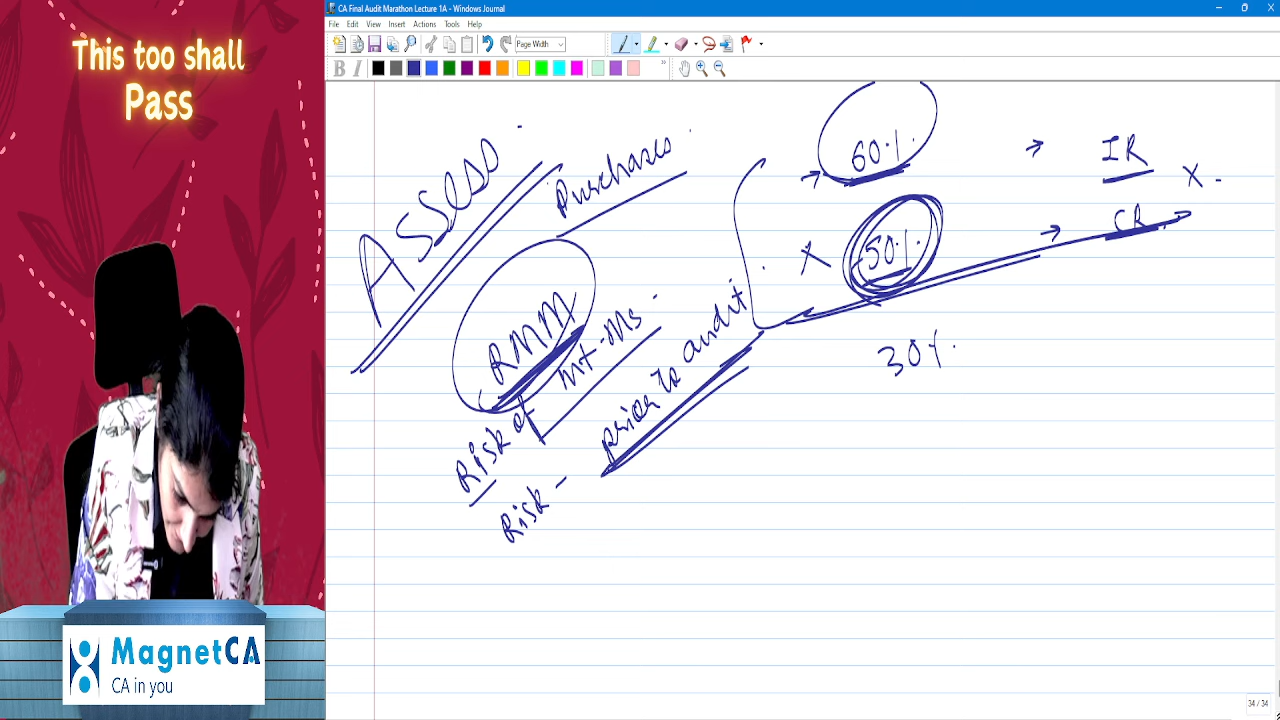 This too shall
Pass
MagnetCA
CA in you
CA Final Audit Marathon Lecture 1A - Windows Journal
File Edit View Insert Actions Tools Help
Page Width
B I
Assess
Purchases
RMM
Risk of Mt. Ms
Risk - prior to audit
60% → IR
X 50% → CR X
30%
34 / 34